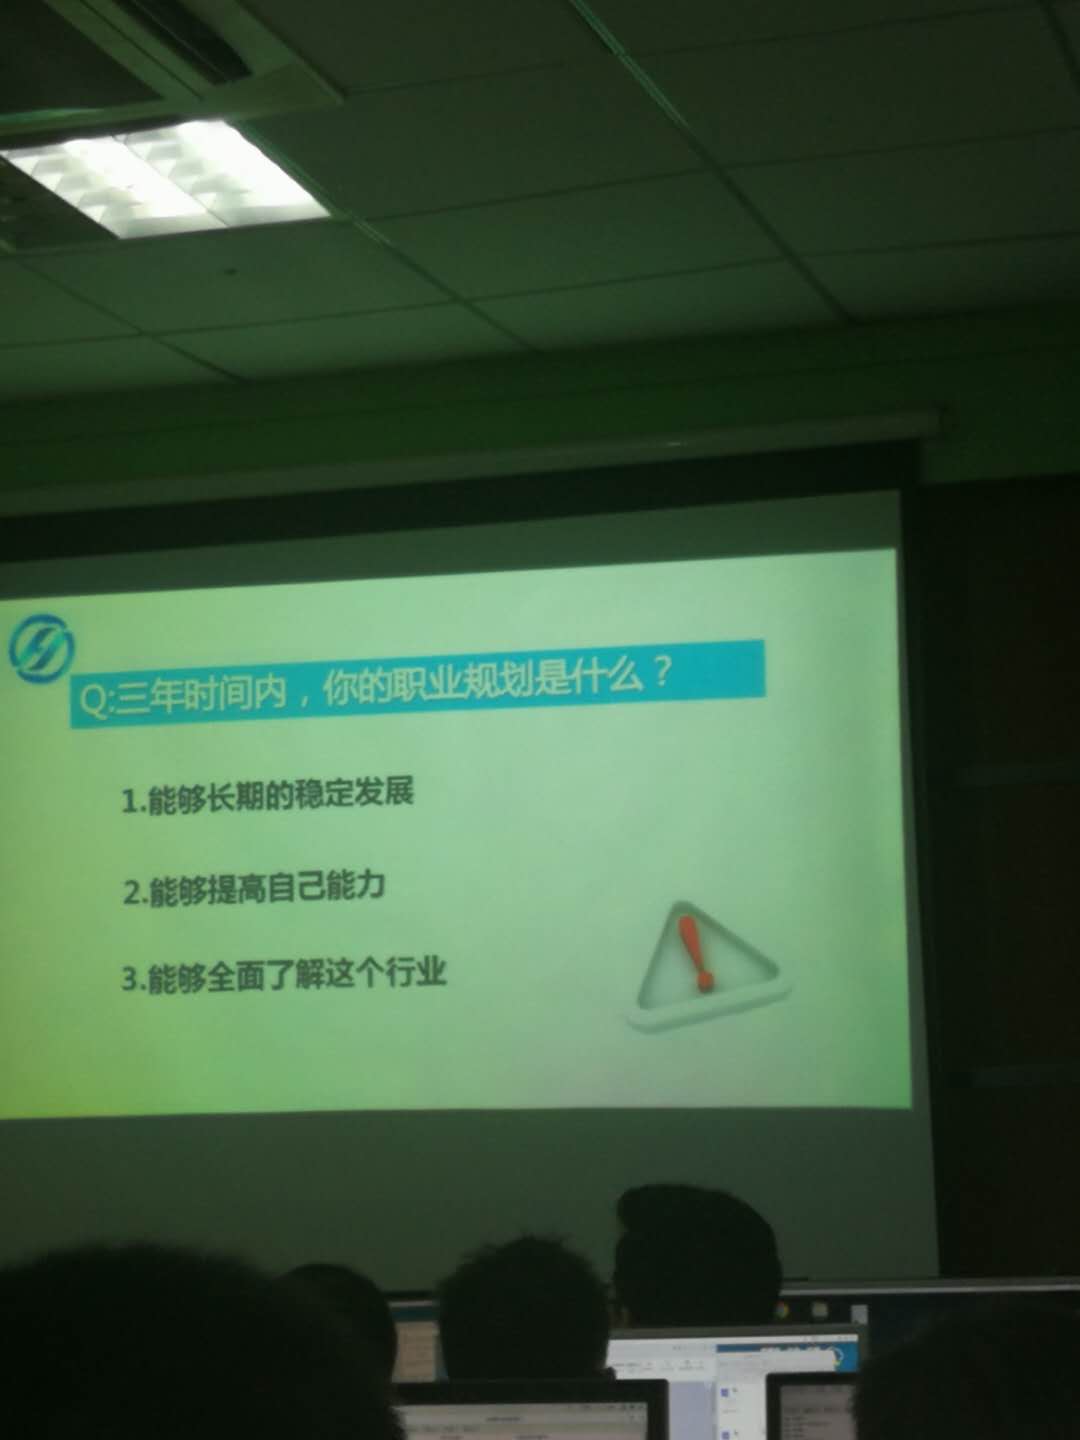 Q:三年时间内，你的职业规划是什么？
1.能够长期的稳定发展
2.能够提高自己能力
3.能够全面了解这个行业